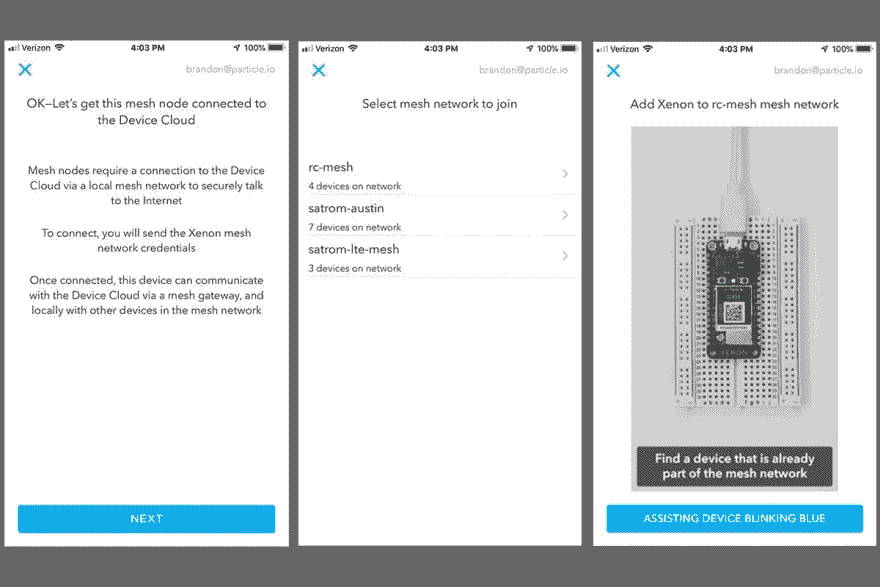 Verizon 4:03 PM 100%
brandon@particle.io
OK–Let's get this mesh node connected to
the Device Cloud
Mesh nodes require a connection to the Device
Cloud via a local mesh network to securely talk
to the Internet
To connect, you will send the Xenon mesh
network credentials
Once connected, this device can communicate
with the Device Cloud via a mesh gateway, and
locally with other devices in the mesh network
NEXT
Verizon 4:03 PM 100%
brandon@particle.io
Select mesh network to join
rc-mesh
4 devices on network
satrom-austin
7 devices on network
satrom-lte-mesh
3 devices on network
Verizon 4:03 PM 100%
brandon@particle.io
Add Xenon to rc-mesh mesh network
XENON
Find a device that is already
part of the mesh network
ASSISTING DEVICE BLINKING BLUE